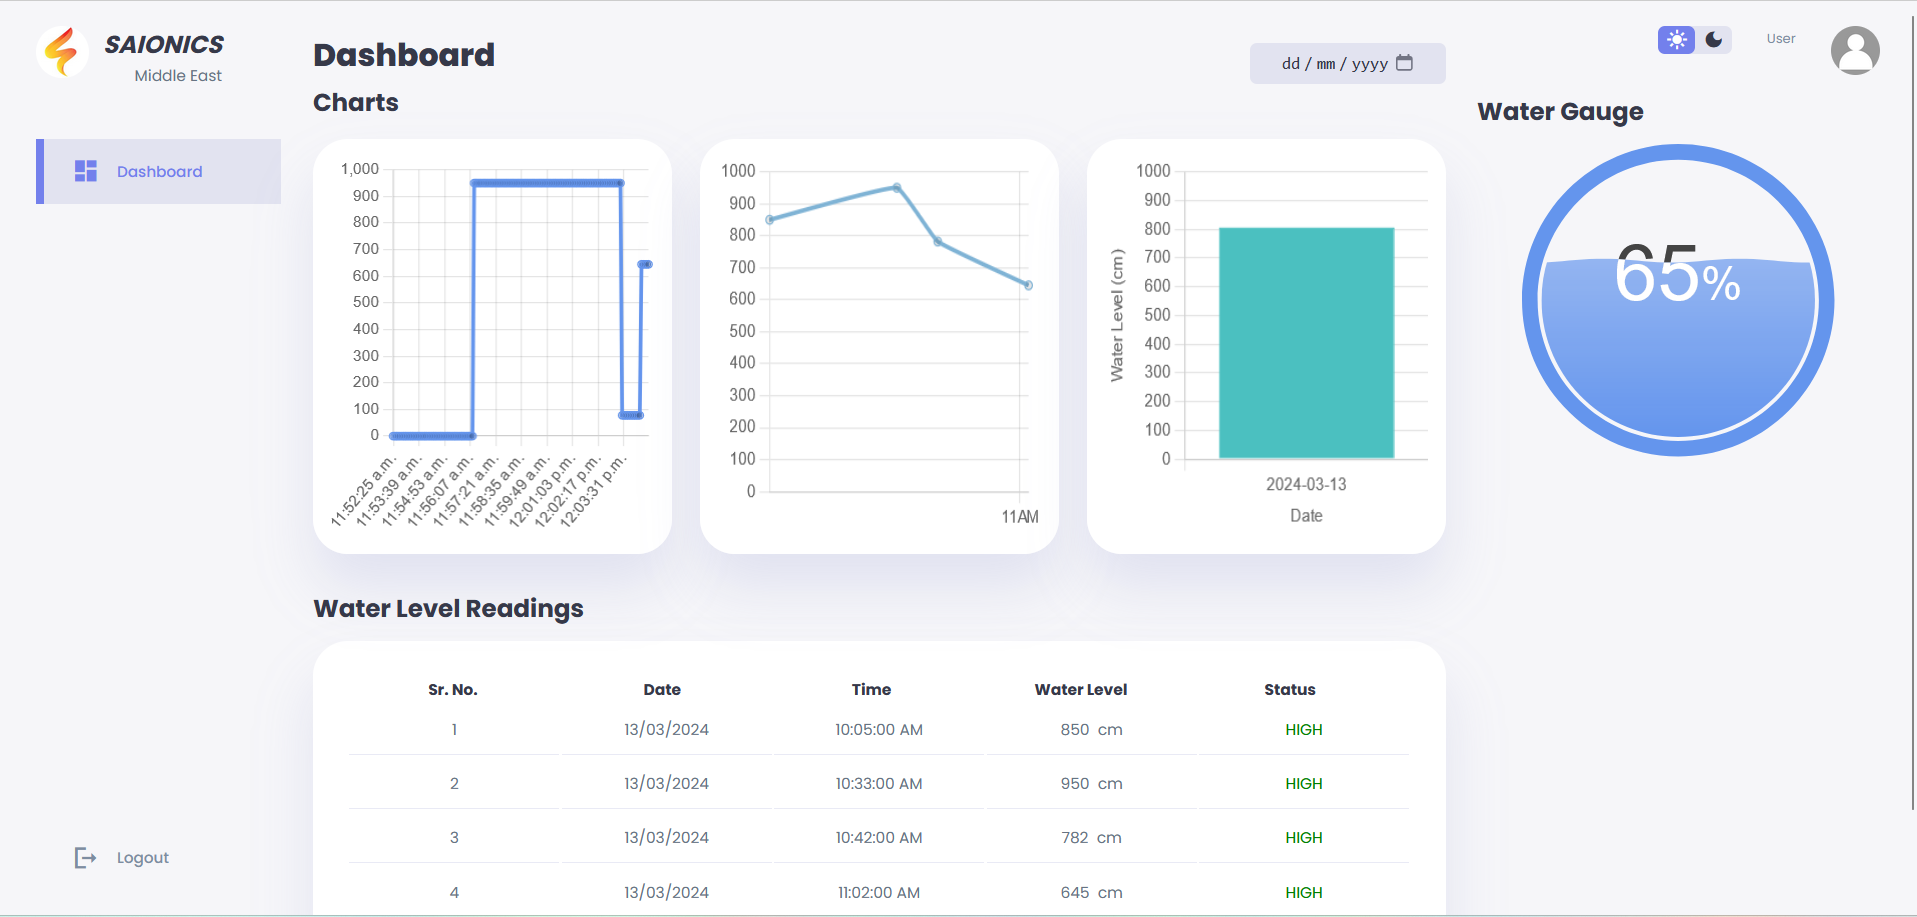 SAIONICS
Middle East
Dashboard
Logout
Dashboard
dd / mm / yyyy
User
Charts
1,000
900
800
700
600
500
400
300
200
100
0
11:52:25 a.m.
11:53:39 a.m.
11:54:53 a.m.
11:56:07 a.m.
11:57:21 a.m.
11:58:35 a.m.
11:59:49 a.m.
12:01:03 p.m.
12:02:17 p.m.
12:03:31 p.m.
1000
900
800
700
600
500
400
300
200
100
0
11AM
Water Level (cm)
1000
900
800
700
600
500
400
300
200
100
0
2024-03-13
Date
Water Gauge
65%
Water Level Readings
Sr. No. Date Time Water Level Status
1 13/03/2024 10:05:00 AM 850 cm HIGH
2 13/03/2024 10:33:00 AM 950 cm HIGH
3 13/03/2024 10:42:00 AM 782 cm HIGH
4 13/03/2024 11:02:00 AM 645 cm HIGH